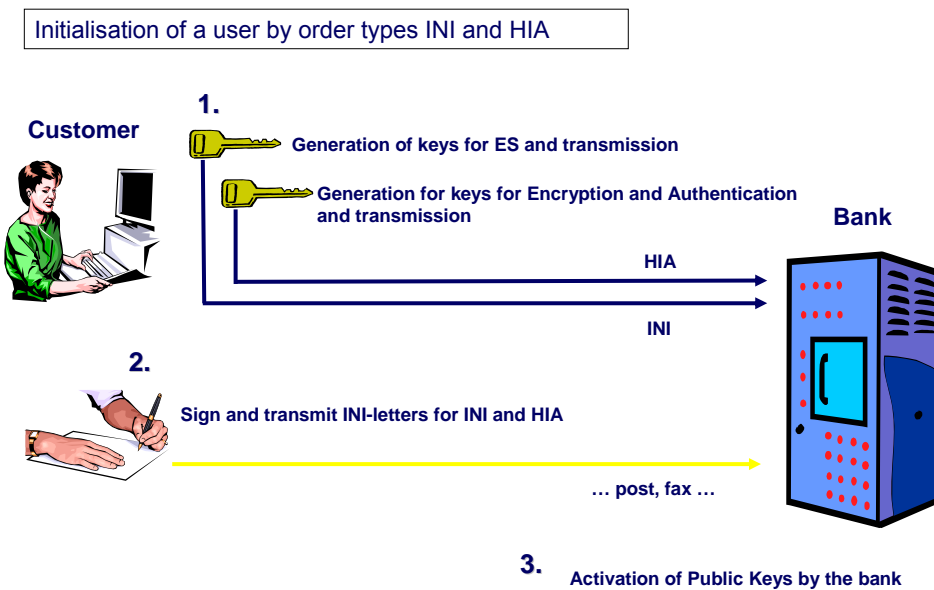 Initialisation of a user by order types INI and HIA
1.
Customer
Generation of keys for ES and transmission
Generation for keys for Encryption and Authentication
and transmission
Bank
HIA
INI
2.
Sign and transmit INI-letters for INI and HIA
… post, fax …
3.
Activation of Public Keys by the bank